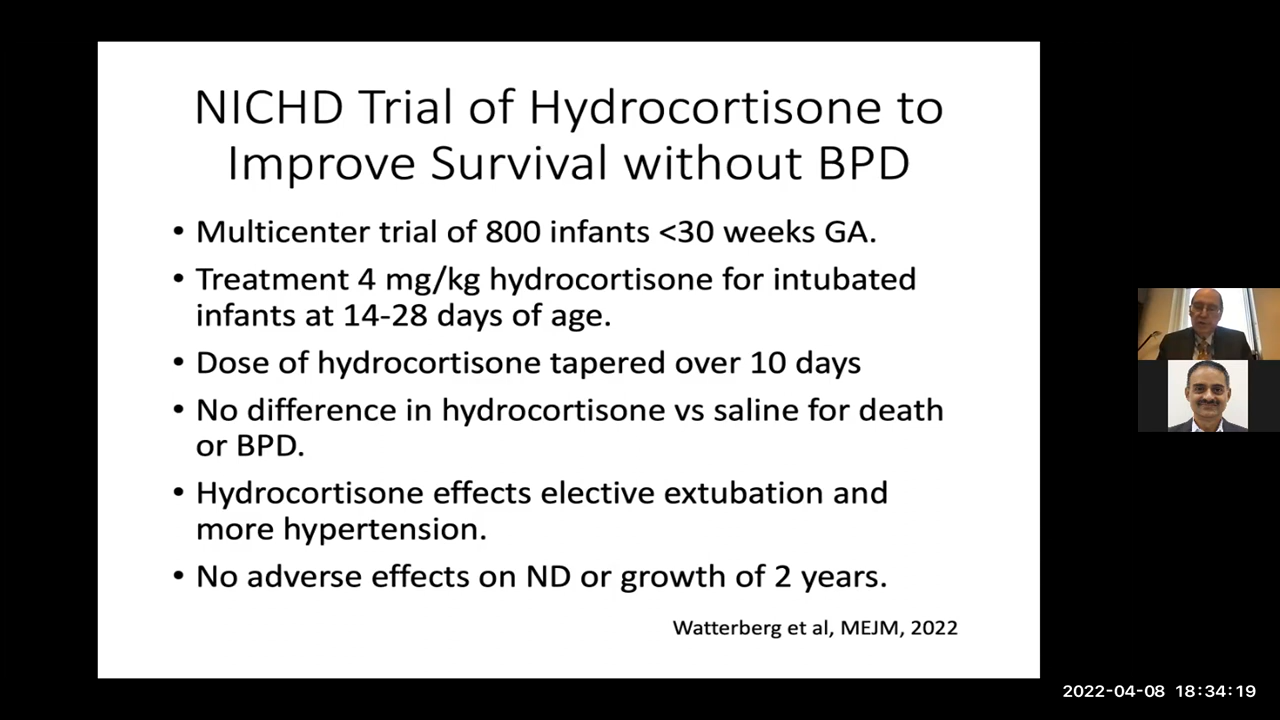 NICHD Trial of Hydrocortisone to
Improve Survival without BPD
• Multicenter trial of 800 infants <30 weeks GA.
• Treatment 4 mg/kg hydrocortisone for intubated
infants at 14-28 days of age.
• Dose of hydrocortisone tapered over 10 days
• No difference in hydrocortisone vs saline for death
or BPD.
• Hydrocortisone effects elective extubation and
more hypertension.
• No adverse effects on ND or growth of 2 years.
Watterberg et al, MEJM, 2022
2022-04-08 18:34:19